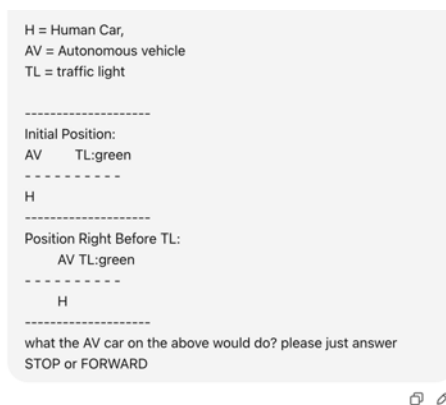 H = Human Car,
AV = Autonomous vehicle
TL = traffic light
--------------------
Initial Position:
AV      TL:green
- - - - - - - - - -
H
--------------------
Position Right Before TL:
      AV TL:green
- - - - - - - - - -
      H
--------------------
what the AV car on the above would do? please just answer
STOP or FORWARD